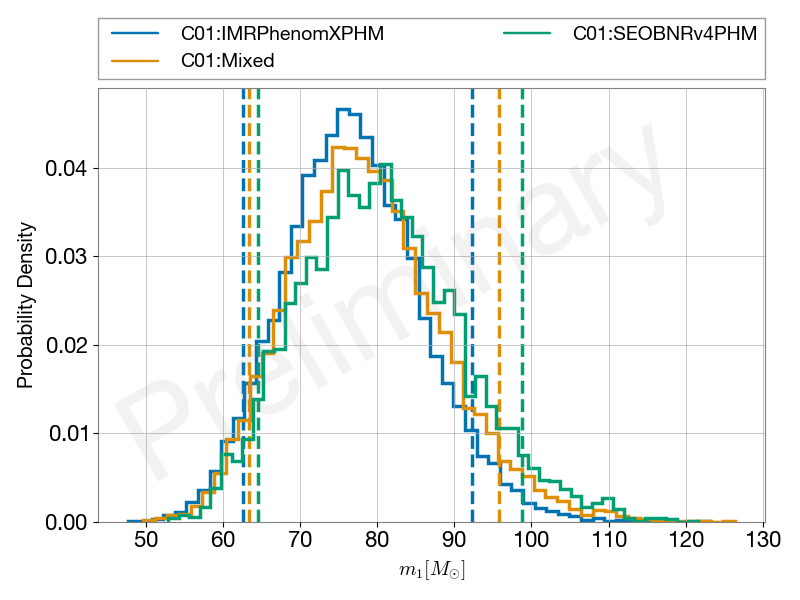 C01:IMRPhenomXPHM
C01:SEOBNRv4PHM
C01:Mixed
Preliminary
Probability Density
0.04
0.03
0.02
0.01
0.00
50 60 70 80 90 100 110 120 130
m₁[M⊙]